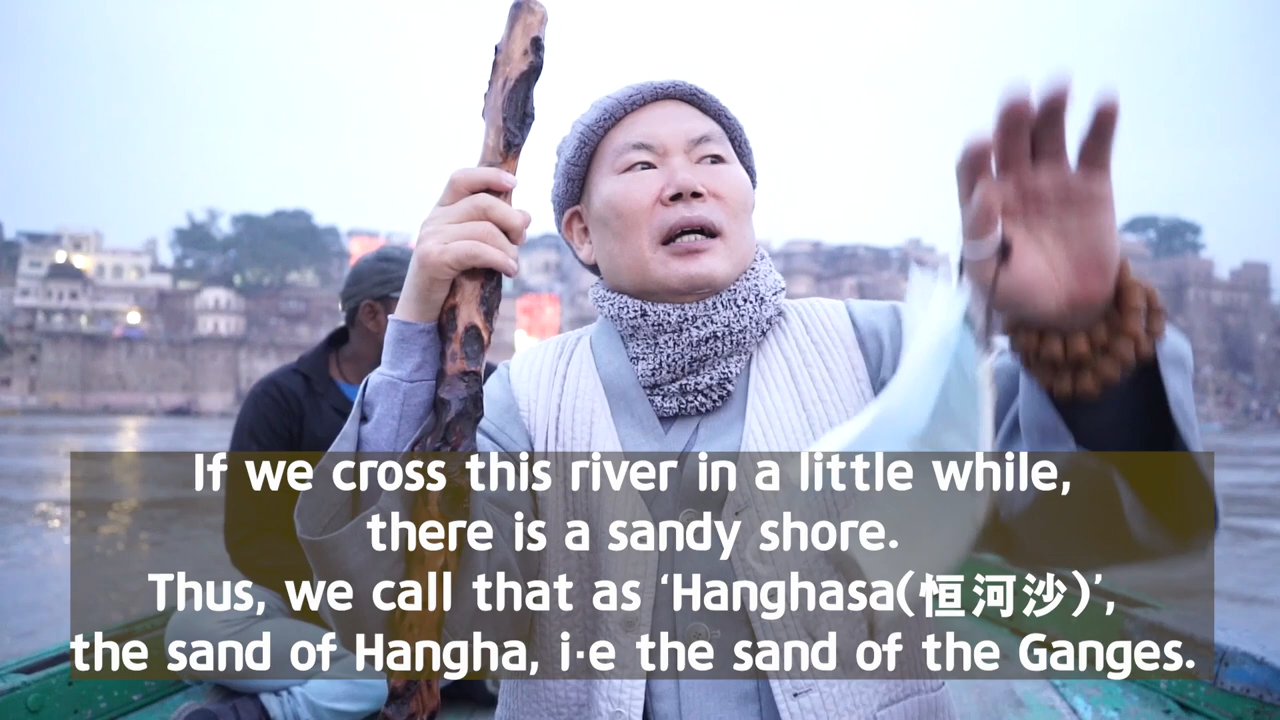 If we cross this river in a little while,
there is a sandy shore.
Thus, we call that as ‘Hanghasa(恒河沙)’,
the sand of Hangha, i·e the sand of the Ganges.